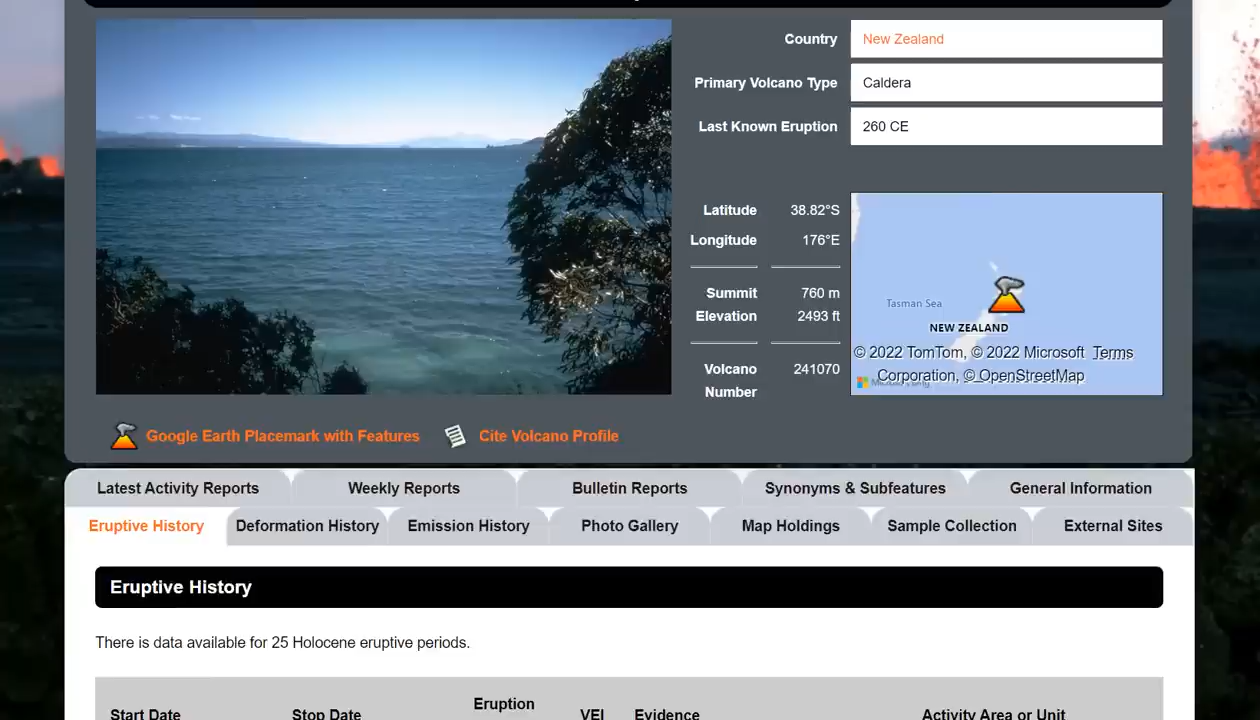 Country
New Zealand
Primary Volcano Type
Caldera
Last Known Eruption
260 CE
Latitude
38.82°S
Longitude
176°E
Summit
Elevation
760 m
2493 ft
Volcano
Number
241070
Tasman Sea
NEW ZEALAND
© 2022 TomTom, © 2022 Microsoft Terms
Corporation, © OpenStreetMap
Google Earth Placemark with Features
Cite Volcano Profile
Latest Activity Reports
Weekly Reports
Bulletin Reports
Synonyms & Subfeatures
General Information
Eruptive History
Deformation History
Emission History
Photo Gallery
Map Holdings
Sample Collection
External Sites
Eruptive History
There is data available for 25 Holocene eruptive periods.
Start Date
Stop Date
Eruption
VEI
Evidence
Activity Area or Unit